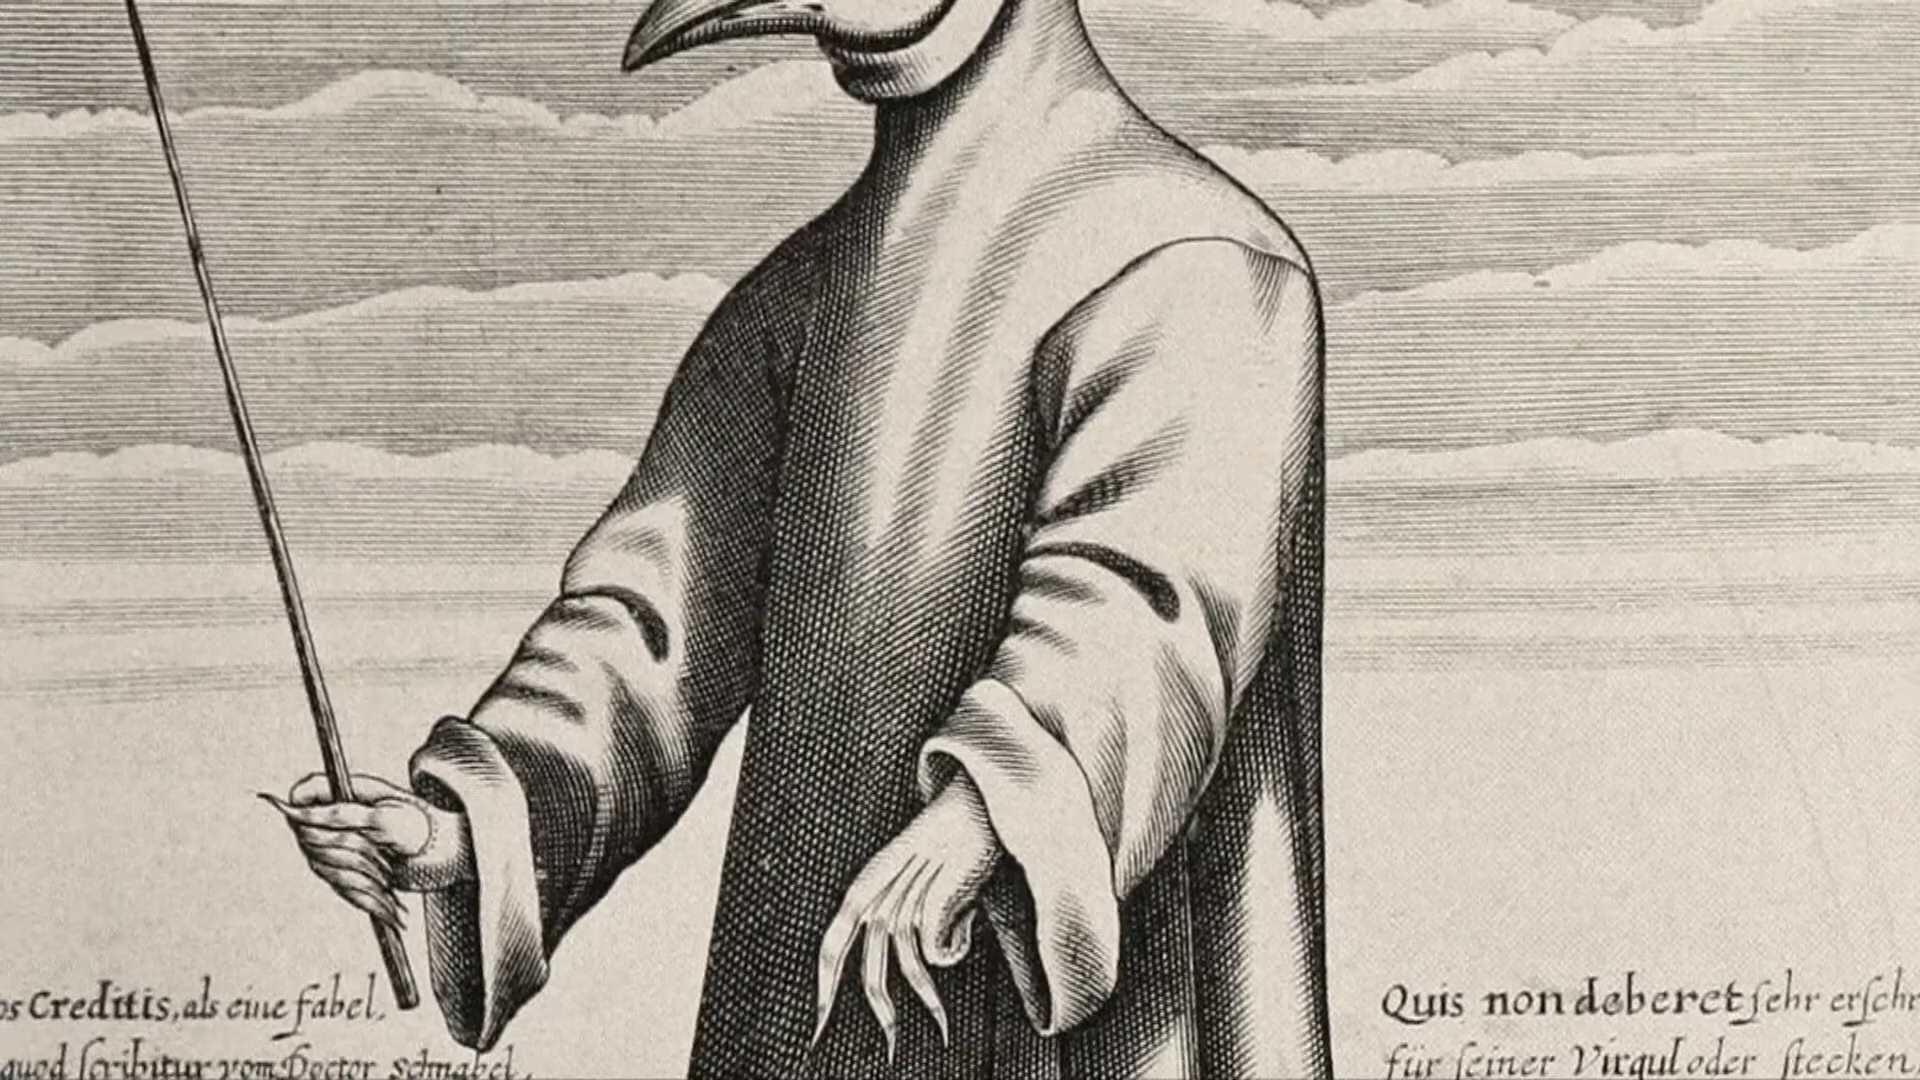 os Creditis, als eine fabel,
quod ſcribitur vom Doctor Schnabel,
Quis non deberet ſehr erſchr
für ſeiner Virgul oder ſtecken,